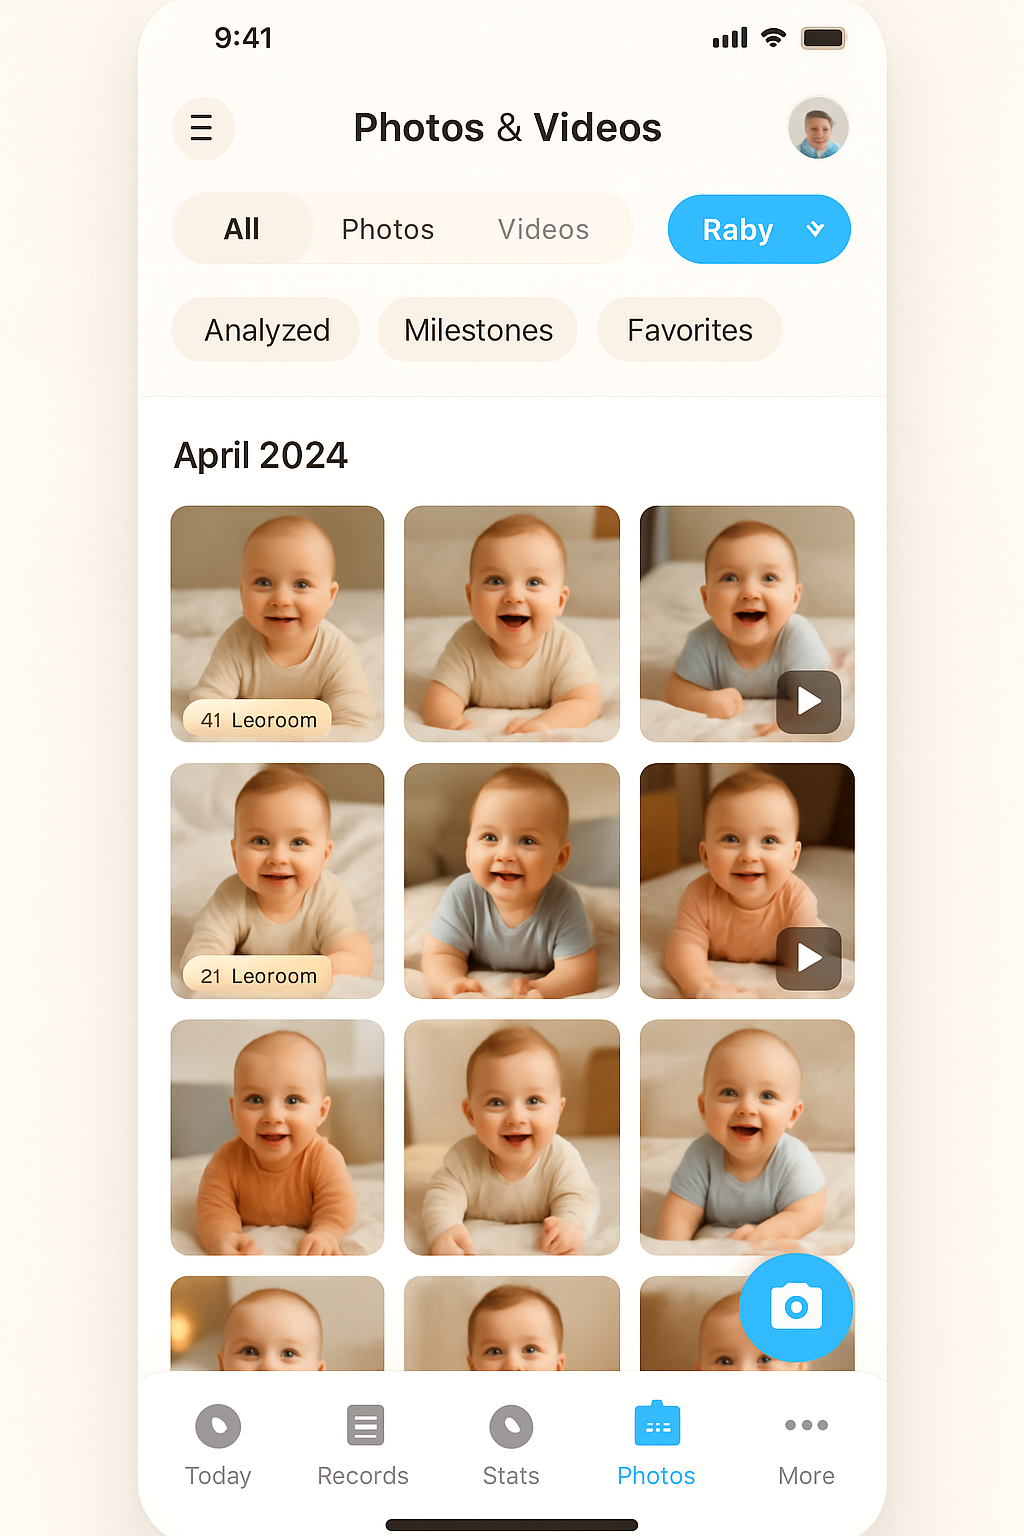 9:41
Photos & Videos
All Photos Videos Raby
Analyzed Milestones Favorites
April 2024
41 Leoroom
21 Leoroom
Today Records Stats Photos More